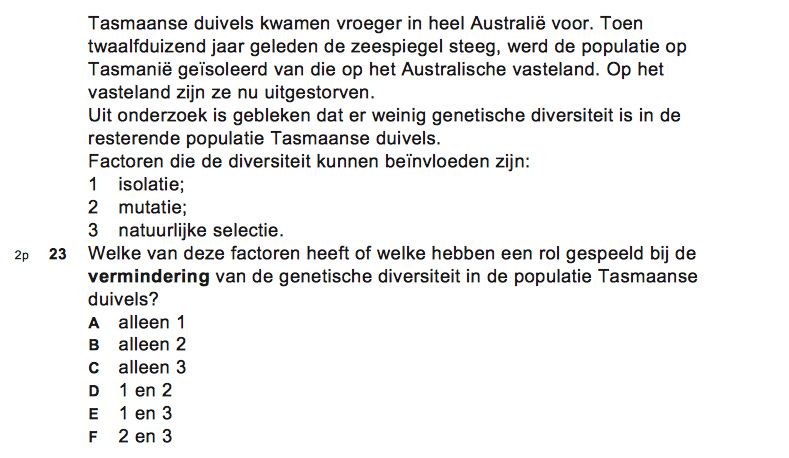 Tasmaanse duivels kwamen vroeger in heel Australië voor. Toen
twaalfduizend jaar geleden de zeespiegel steeg, werd de populatie op
Tasmanië geïsoleerd van die op het Australische vasteland. Op het
vasteland zijn ze nu uitgestorven.
Uit onderzoek is gebleken dat er weinig genetische diversiteit is in de
resterende populatie Tasmaanse duivels.
Factoren die de diversiteit kunnen beïnvloeden zijn:
1 isolatie;
2 mutatie;
3 natuurlijke selectie.
2p 23 Welke van deze factoren heeft of welke hebben een rol gespeeld bij de
vermindering van de genetische diversiteit in de populatie Tasmaanse
duivels?
A alleen 1
B alleen 2
C alleen 3
D 1 en 2
E 1 en 3
F 2 en 3